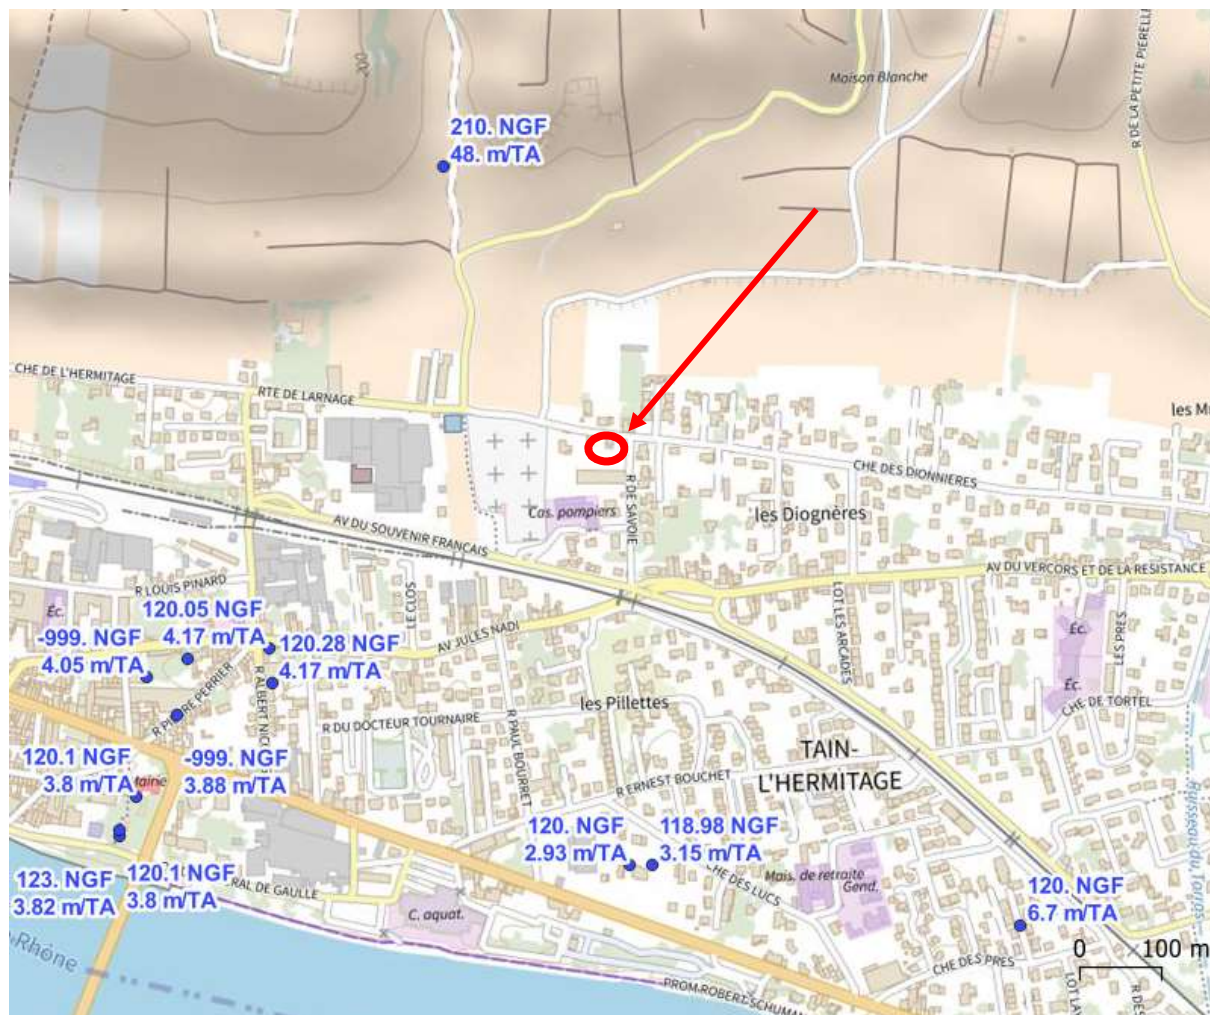 200
Maison Blanche
R DE LA PETITE PIERELLE
210. NGF
48. m/TA
CHE DE L'HERMITAGE
RTE DE LARNAGE
les
CHE DES DIONNIERES
R DE SAVOIE
Cas. pompiers
les Diognères
AV DU SOUVENIR FRANÇAIS
AV DU VERCORS ET DE LA RESISTANCE
R LOUIS PINARD
LE CLOS
LOT LES ARCADES
LES PRES
Éc.
Éc.
Éc.
120.05 NGF
4.17 m/TA
-999. NGF
4.05 m/TA
120.28 NGF
4.17 m/TA
AV JULES NADI
R PIERRE PERRIER
R ALBERT
R DU DOCTEUR TOURNAIRE
R PAUL BOURRET
les Pillettes
CHE DE TORTEL
TAIN-
L'HERMITAGE
120.1 NGF
3.8 m/TA
-999. NGF
3.88 m/TA
R ERNEST BOUCHET
120. NGF
2.93 m/TA
118.98 NGF
3.15 m/TA
CHE DES LUCS
Mais. de retraite
Gend.
123. NGF
3.82 m/TA
120.1 NGF
3.8 m/TA
RAL DE GAULLE
C. aquat.
120. NGF
6.7 m/TA
Rhône
CHE DES PRES
PROM ROBERT SCHUMAN
0 100 m